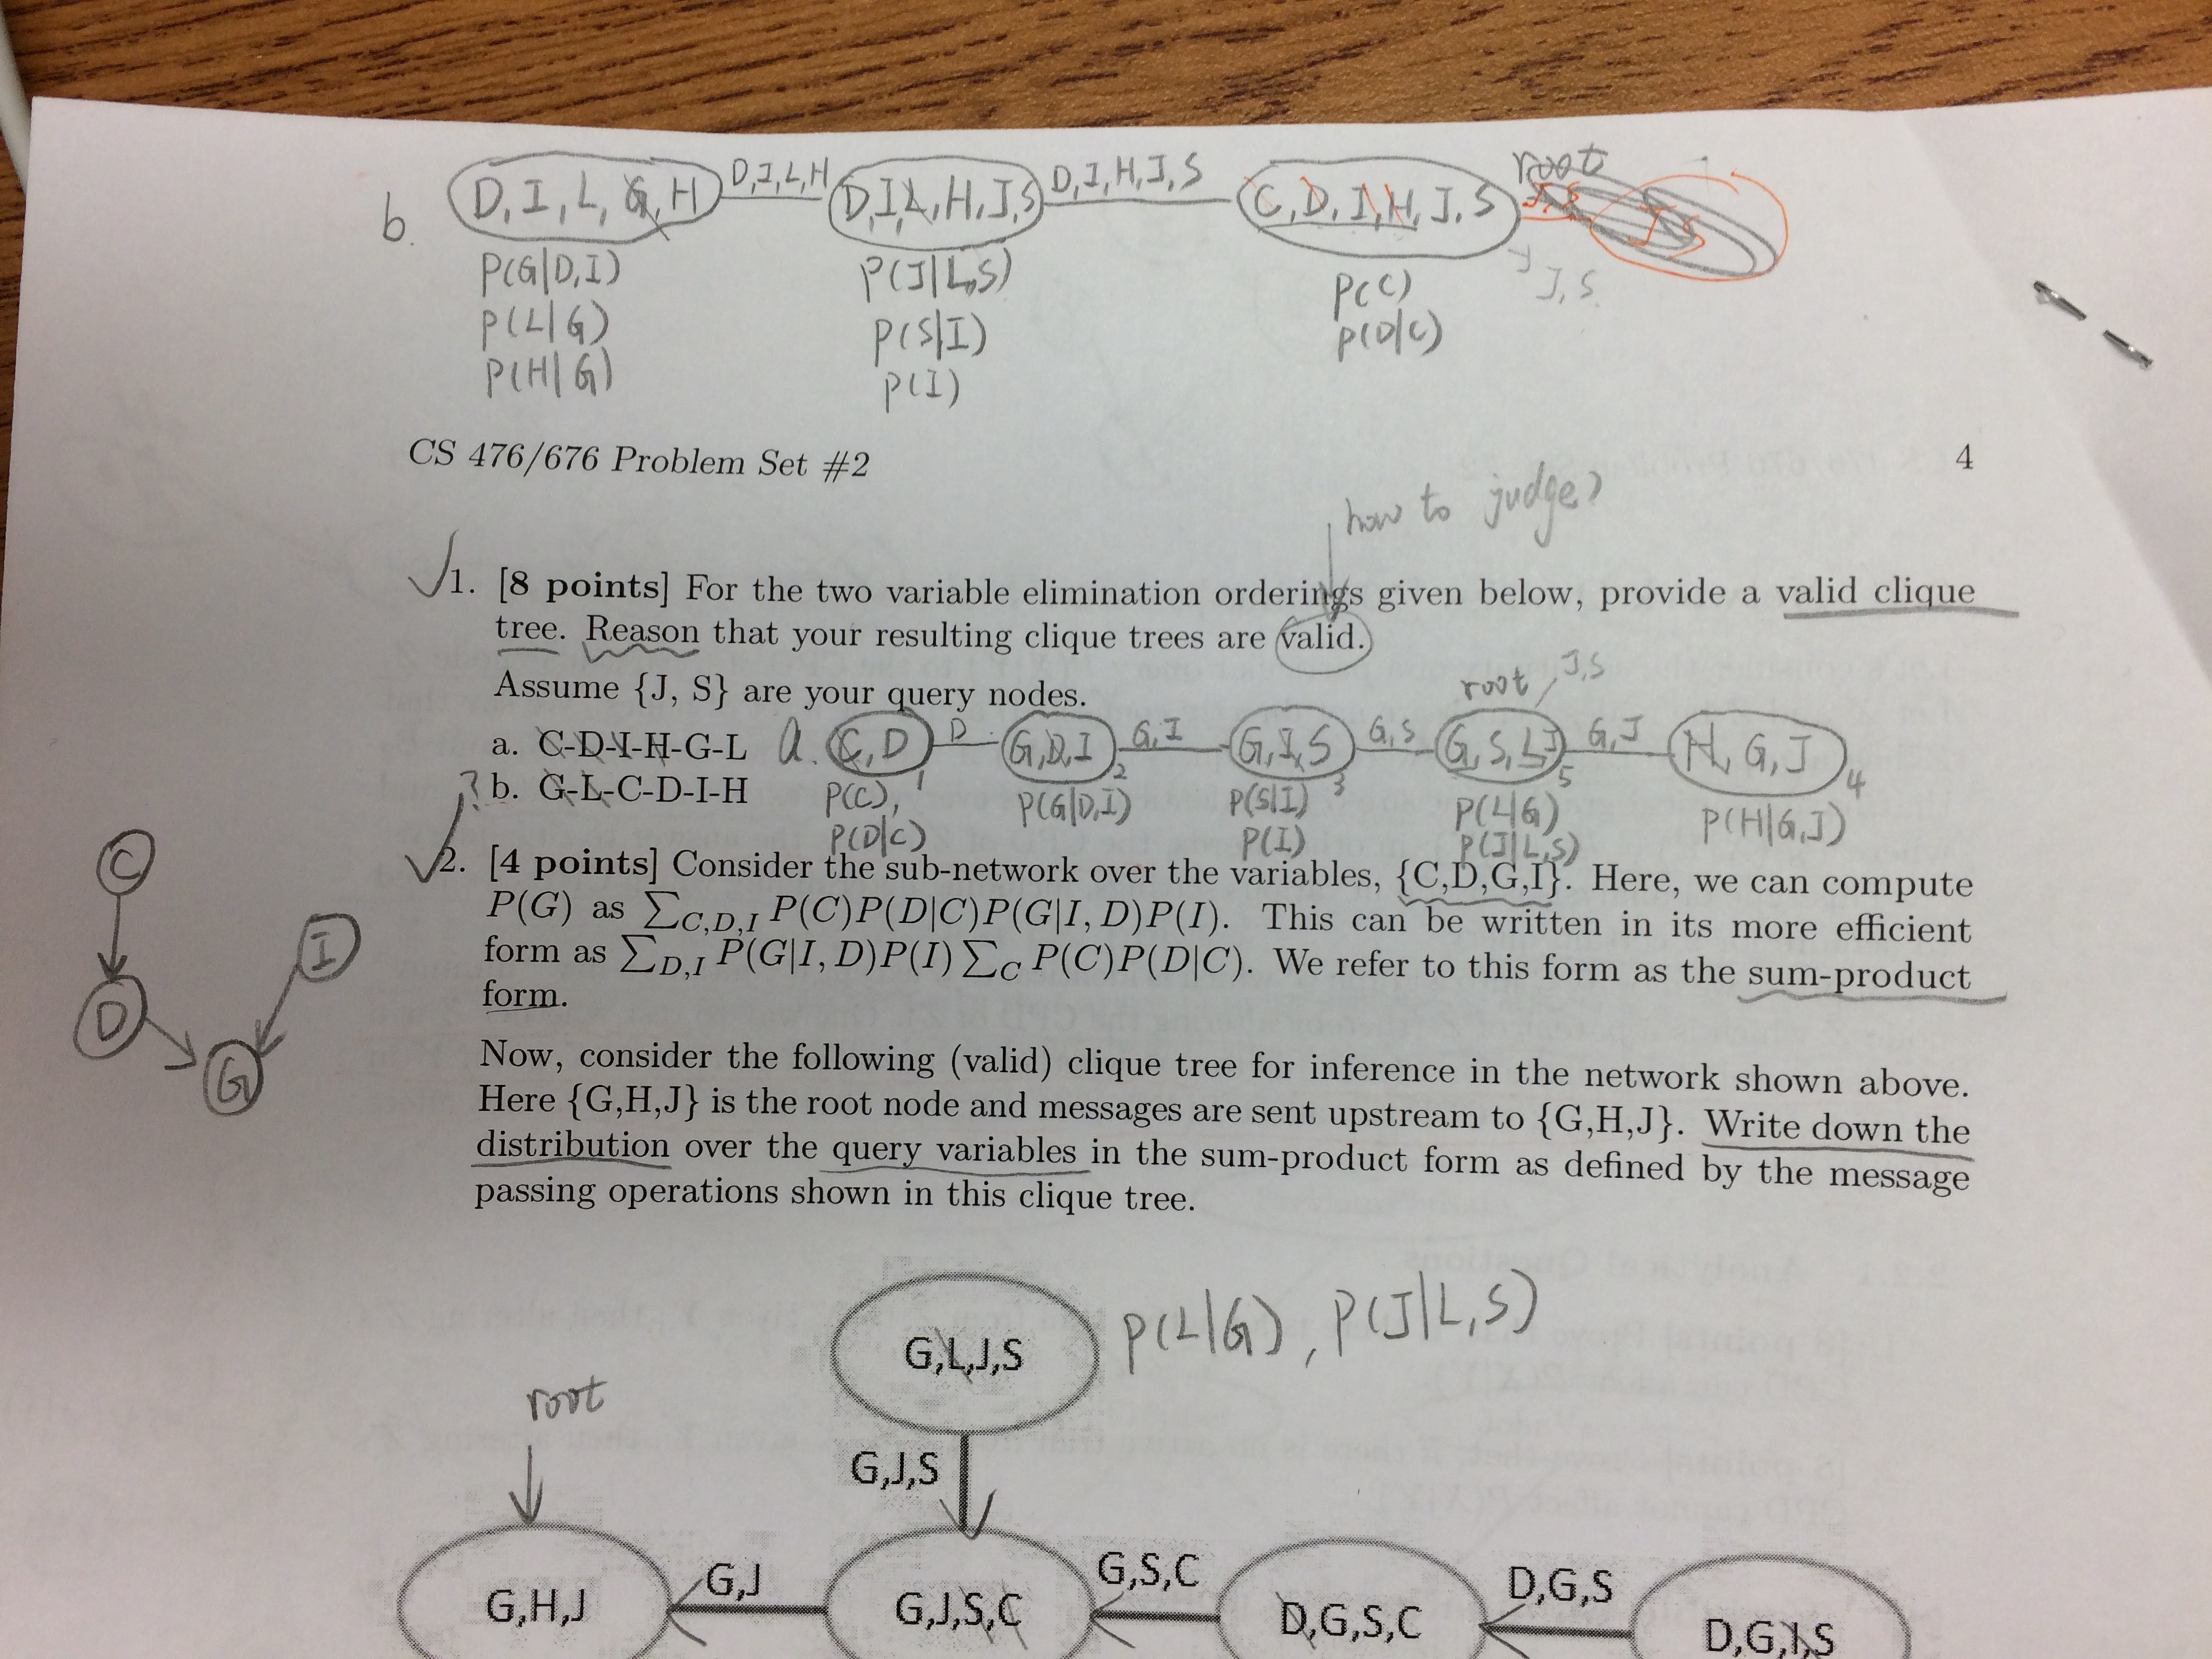 b. D, I, L, G, H D,I,L,H D,I,L,H,J,S D,I,H,J,S C,D,I,H,J,S J,S J S root
J,S
P(G|D,I) P(J|L,S) P(C)
P(L|G) P(S|I) P(D|C)
P(H|G) P(I)
CS 476/676 Problem Set #2 4
how to judge?
1. [8 points] For the two variable elimination orderings given below, provide a valid clique
tree. Reason that your resulting clique trees are valid.
Assume {J, S} are your query nodes.
root J,S
a. C-D-I-H-G-L a. C,D D G,D,I G,I G,I,S G,S G,S,L,J G,J H,G,J
1 2 3 5 4
? b. G-L-C-D-I-H P(C), P(G|D,I) P(S|I) P(L|G) P(H|G,J)
P(D|C) P(I) P(J|L,S)
2. [4 points] Consider the sub-network over the variables, {C,D,G,I}. Here, we can compute
P(G) as ∑C,D,I P(C)P(D|C)P(G|I, D)P(I). This can be written in its more efficient
form as ∑D,I P(G|I, D)P(I) ∑C P(C)P(D|C). We refer to this form as the sum-product
form.
C
I
D
G
Now, consider the following (valid) clique tree for inference in the network shown above.
Here {G,H,J} is the root node and messages are sent upstream to {G,H,J}. Write down the
distribution over the query variables in the sum-product form as defined by the message
passing operations shown in this clique tree.
G,L,J,S P(L|G), P(J|L,S)
root
G,J,S
G,J G,S,C D,G,S
G,H,J G,J,S,C D,G,S,C D,G,I,S